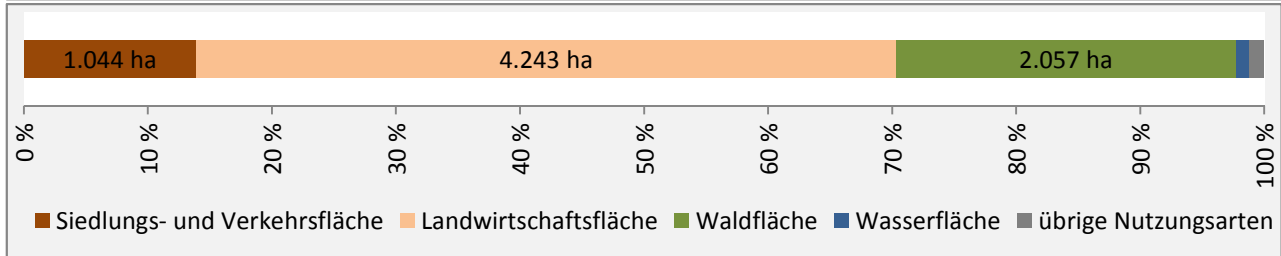 1.044 ha 4.243 ha 2.057 ha
0 % 10 % 20 % 30 % 40 % 50 % 60 % 70 % 80 % 90 % 100 %
Siedlungs- und Verkehrsfläche Landwirtschaftsfläche Waldfläche Wasserfläche übrige Nutzungsarten